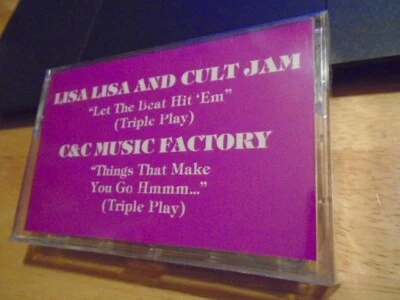 LISA LISA AND CULT JAM
"Let The Beat Hit 'Em"
(Triple Play)
C&C MUSIC FACTORY
"Things That Make
You Go Hmmm..."
(Triple Play)